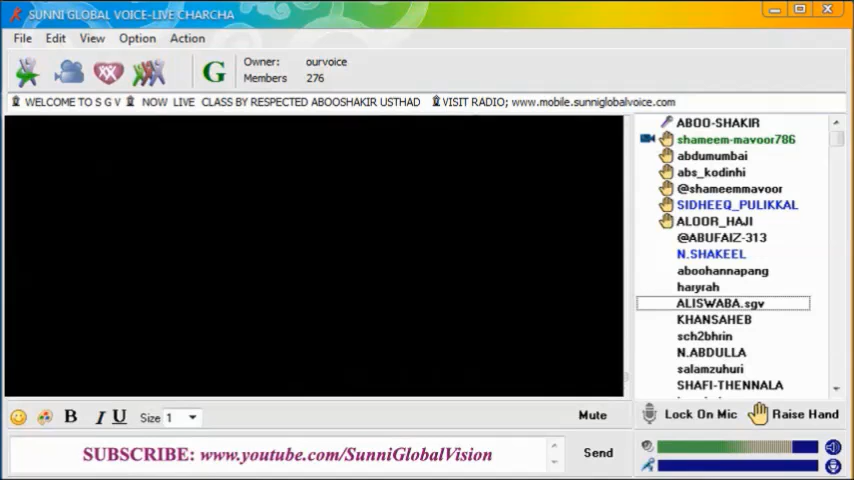 SUNNI GLOBAL VOICE-LIVE CHARCHA
File Edit View Option Action
G
Owner: ourvoice
Members 276
WELCOME TO S G V NOW LIVE CLASS BY RESPECTED ABOOSHAKIR USTHAD VISIT RADIO; www.mobile.sunniglobalvoice.com
ABOO-SHAKIR
shameem-mavoor786
abdumumbai
abs_kodinhi
@shameemmavoor
SIDHEEQ_PULIKKAL
ALOOR_HAJI
@ABUFAIZ-313
N.SHAKEEL
aboohannapang
haryrah
ALISWABA.sgv
KHANSAHEB
sch2bhrin
N.ABDULLA
salamzuhuri
SHAFI-THENNALA
B I U Size 1 Mute
Lock On Mic Raise Hand
SUBSCRIBE: www.youtube.com/SunniGlobalVision
Send